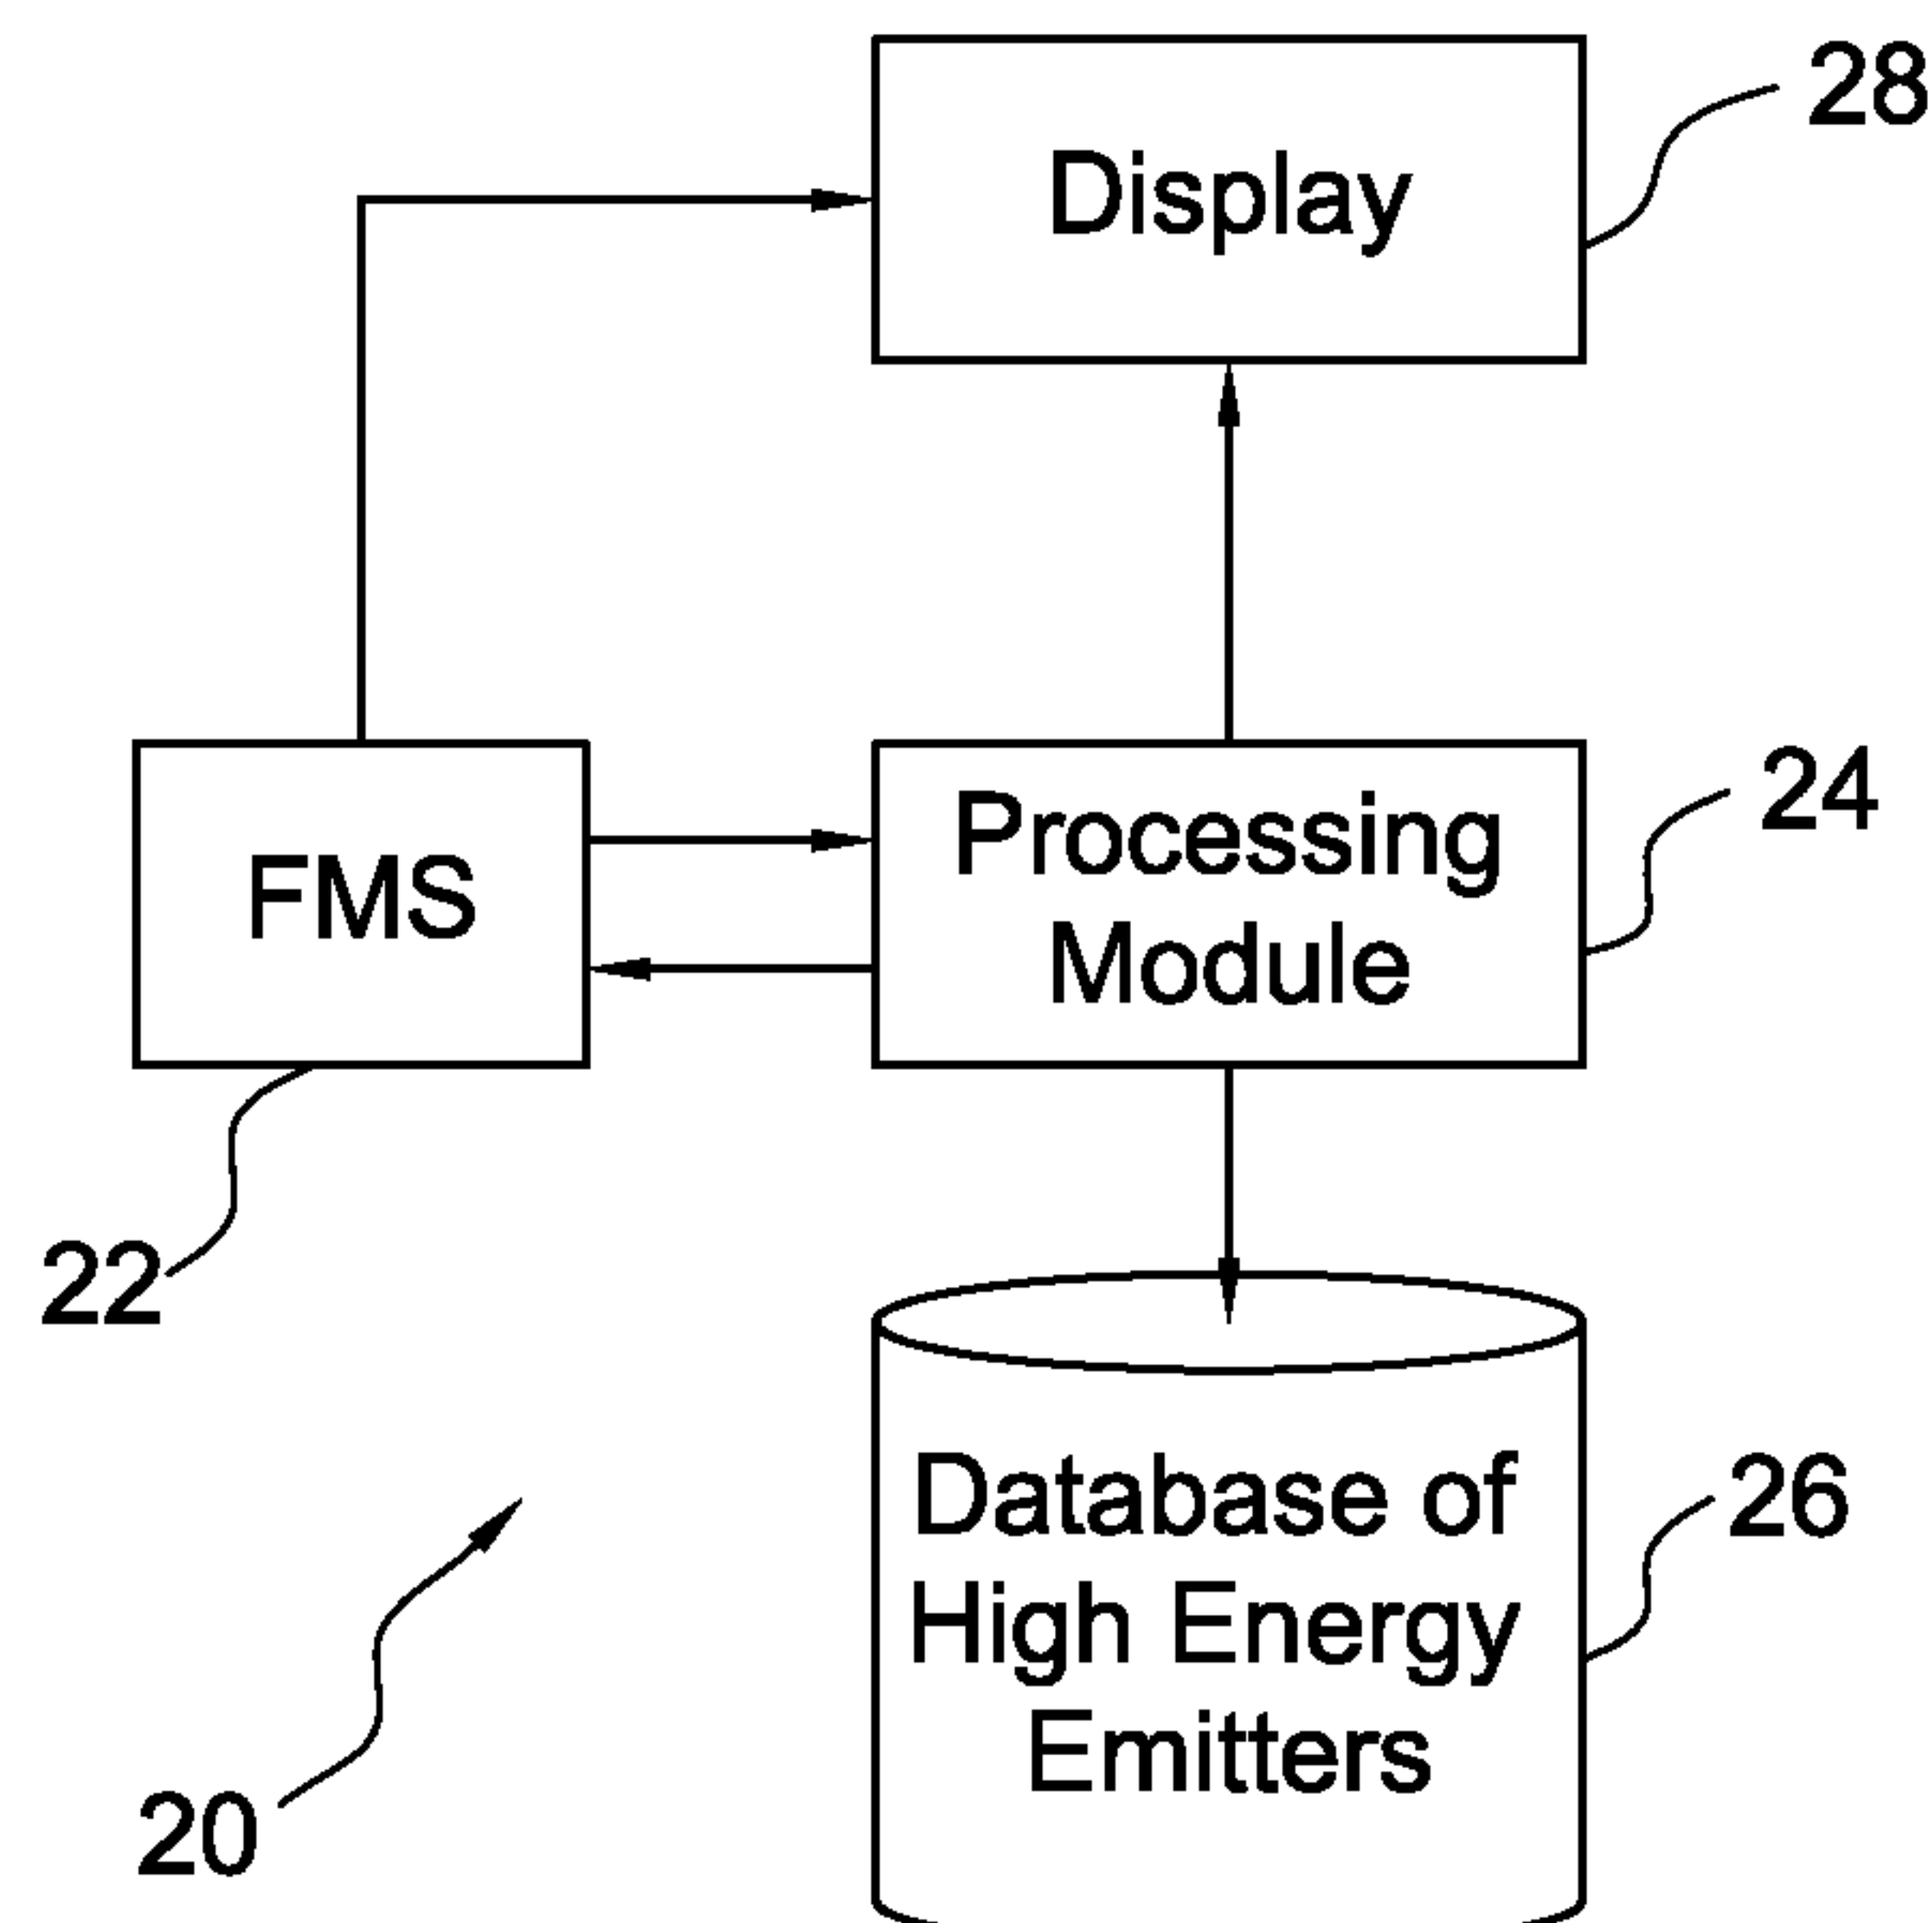 28
Display
24
Processing
Module
FMS
22
Database of
High Energy
Emitters
26
20